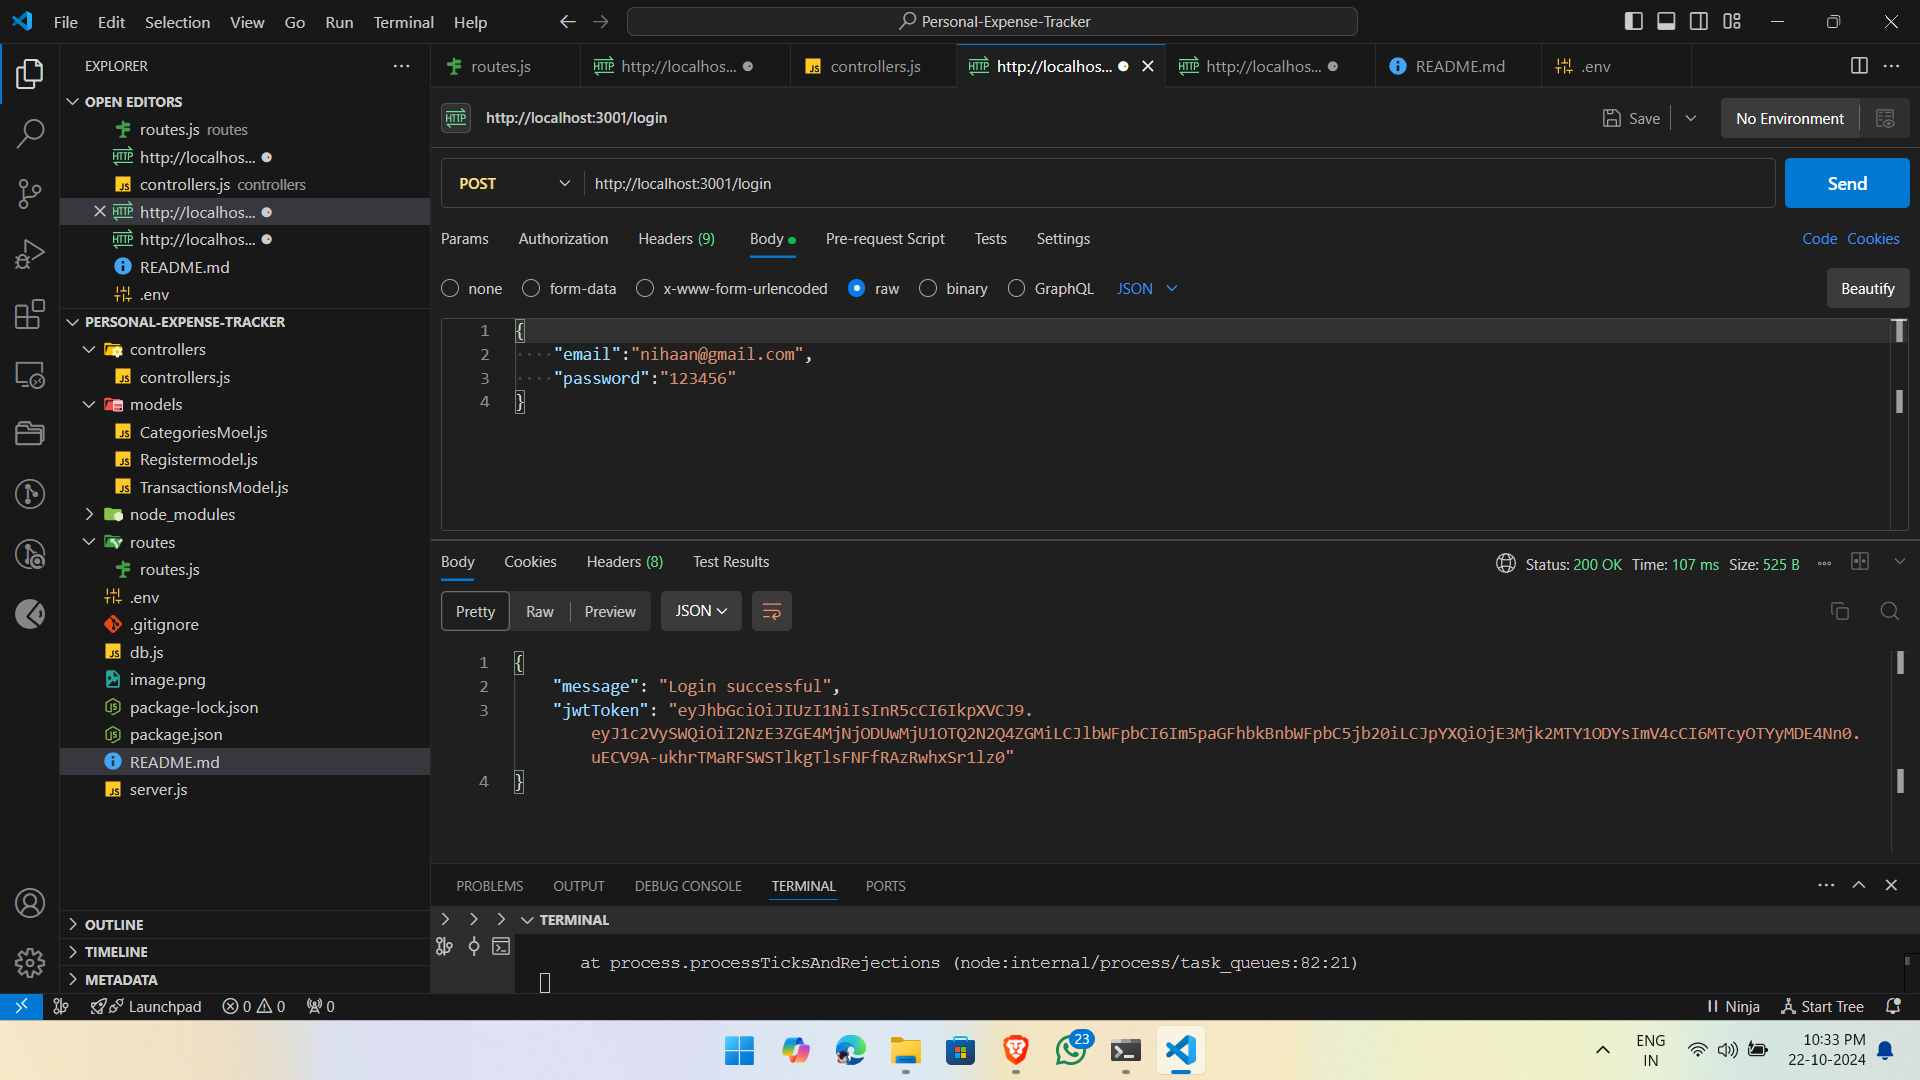 File Edit Selection View Go Run Terminal Help
Personal-Expense-Tracker
EXPLORER
OPEN EDITORS
routes.js routes
http://localhos...
controllers.js controllers
http://localhos...
http://localhos...
README.md
.env
PERSONAL-EXPENSE-TRACKER
controllers
controllers.js
models
CategoriesMoel.js
Registermodel.js
TransactionsModel.js
node_modules
routes
routes.js
.env
.gitignore
db.js
image.png
package-lock.json
package.json
README.md
server.js
OUTLINE
TIMELINE
METADATA
routes.js
http://localhos...
controllers.js
http://localhos...
http://localhos...
README.md
.env
HTTP http://localhost:3001/login
Save
No Environment
POST http://localhost:3001/login
Send
Params Authorization Headers (9) Body Pre-request Script Tests Settings
Code Cookies
none form-data x-www-form-urlencoded raw binary GraphQL JSON
Beautify
1 {
2 "email":"nihaan@gmail.com",
3 "password":"123456"
4 }
Body Cookies Headers (8) Test Results
Status: 200 OK Time: 107 ms Size: 525 B
Pretty Raw Preview JSON
1 {
2 "message": "Login successful",
3 "jwtToken": "eyJhbGciOiJIUzI1NiIsInR5cCI6IkpXVCJ9.
eyJ1c2VySWQiOiI2NzE3ZGE4MjNjODUwMjU1OTQ2N2Q4ZGMiLCJlbWFpbCI6Im5paGFhbkBnbWFpbC5jb20iLCJpYXQiOjE3Mjk2MTY1ODYsImV4cCI6MTcyOTYyMDE4Nn0.
uECV9A-ukhrTMaRFSWSTlkgTlsFNFfRAzRwhxSr1lz0"
4 }
PROBLEMS OUTPUT DEBUG CONSOLE TERMINAL PORTS
TERMINAL
at process.processTicksAndRejections (node:internal/process/task_queues:82:21)
Launchpad 0 0 0
Ninja Start Tree
23
ENG
IN
10:33 PM
22-10-2024